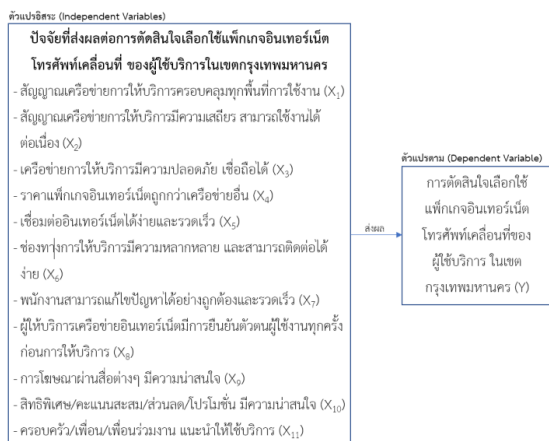 ตัวแปรอิสระ (Independent Variables)
ปัจจัยที่ส่งผลต่อการตัดสินใจเลือกใช้แพ็กเกจอินเทอร์เน็ต
โทรศัพท์เคลื่อนที่ ของผู้ใช้บริการในเขตกรุงเทพมหานคร
- สัญญาณเครือข่ายการให้บริการครอบคลุมทุกพื้นที่การใช้งาน (X₁)
- สัญญาณเครือข่ายการให้บริการมีความเสถียร สามารถใช้งานได้
ต่อเนื่อง (X₂)
- เครือข่ายการให้บริการมีความปลอดภัย เชื่อถือได้ (X₃)
- ราคาแพ็กเกจอินเทอร์เน็ตถูกกว่าเครือข่ายอื่น (X₄)
- เชื่อมต่ออินเทอร์เน็ตได้ง่ายและรวดเร็ว (X₅)
- ช่องทางการให้บริการมีความหลากหลาย และสามารถติดต่อได้
ง่าย (X₆)
- พนักงานสามารถแก้ไขปัญหาได้อย่างถูกต้องและรวดเร็ว (X₇)
- ผู้ให้บริการเครือข่ายอินเทอร์เน็ตมีการยืนยันตัวตนผู้ใช้งานทุกครั้ง
ก่อนการให้บริการ (X₈)
- การโฆษณาผ่านสื่อต่างๆ มีความน่าสนใจ (X₉)
- สิทธิพิเศษ/คะแนนสะสม/ส่วนลด/โปรโมชั่น มีความน่าสนใจ (X₁₀)
- ครอบครัว/เพื่อน/เพื่อนร่วมงาน แนะนำให้ใช้บริการ (X₁₁)
ส่งผล
ตัวแปรตาม (Dependent Variable)
การตัดสินใจเลือกใช้
แพ็กเกจอินเทอร์เน็ต
โทรศัพท์เคลื่อนที่ของ
ผู้ใช้บริการ ในเขต
กรุงเทพมหานคร (Y)